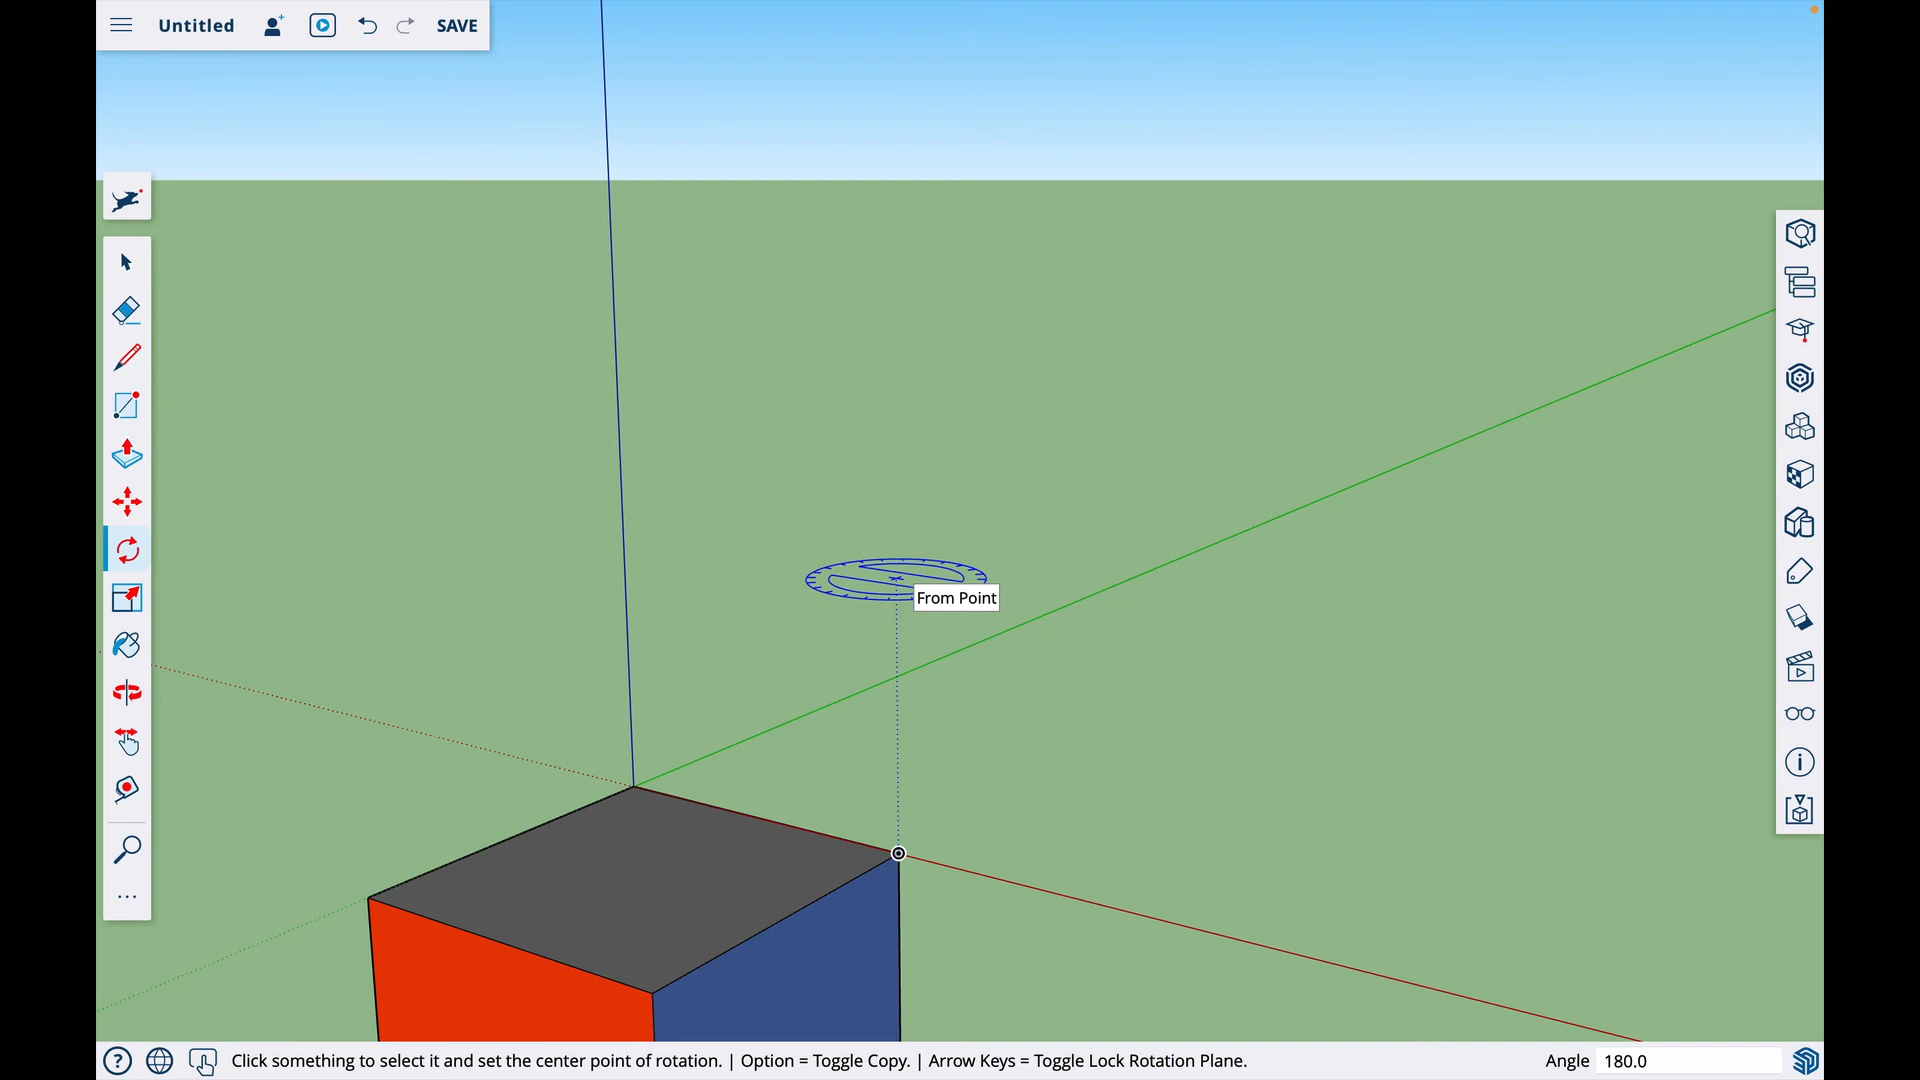 Untitled
SAVE
From Point
Click something to select it and set the center point of rotation. | Option = Toggle Copy. | Arrow Keys = Toggle Lock Rotation Plane.
Angle 180.0